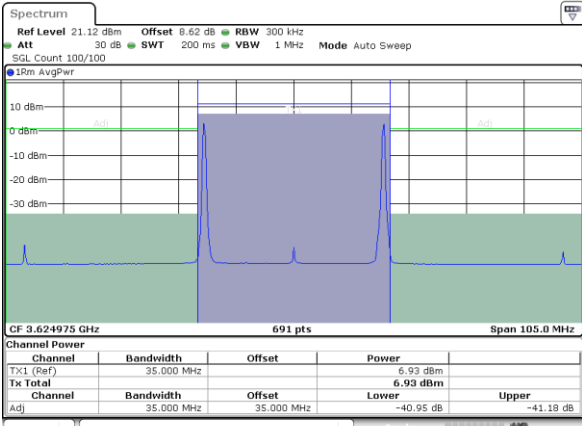 Spectrum
Ref Level 21.12 dBm Offset 8.62 dB RBW 300 kHz
Att 30 dB SWT 200 ms VBW 1 MHz Mode Auto Sweep
SGL Count 100/100
1Rm AvgPwr
10 dBm
Adj Adj
0 dBm
-10 dBm
-20 dBm
-30 dBm
CF 3.624975 GHz 691 pts Span 105.0 MHz
Channel Power
Channel Bandwidth Offset Power
TX1 (Ref) 35.000 MHz 6.93 dBm
Tx Total 6.93 dBm
Channel Bandwidth Offset Lower Upper
Adj 35.000 MHz 35.000 MHz -40.95 dB -41.18 dB